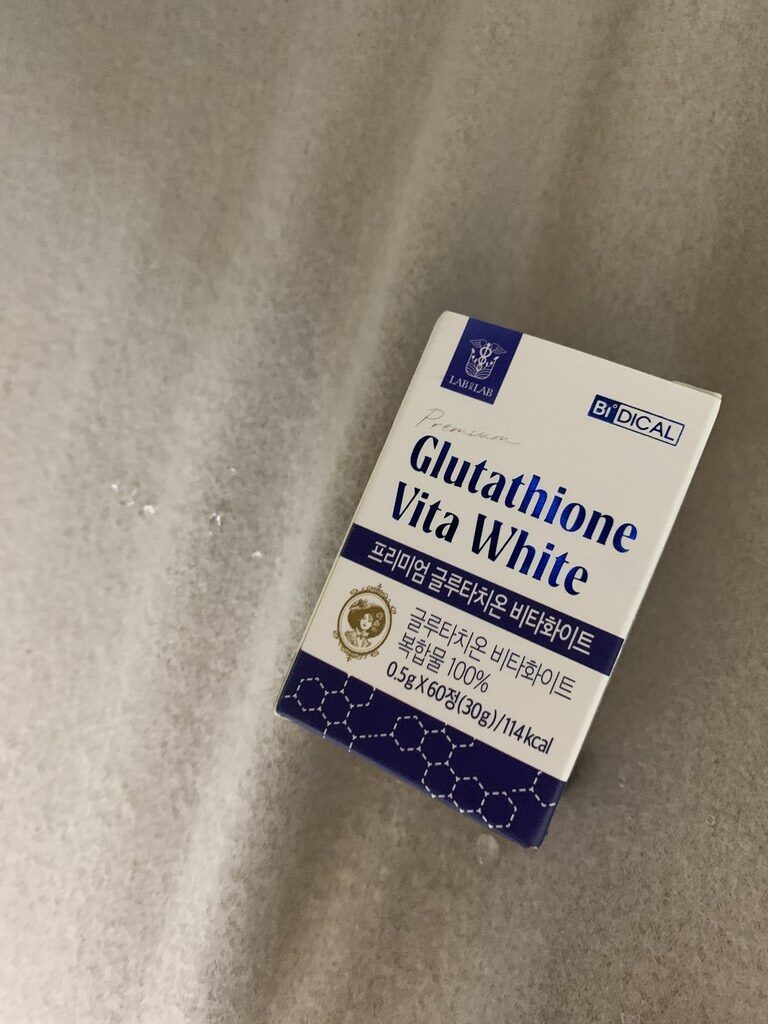 LAB & LAB
Bi°DICAL
Premium
Glutathione
Vita White
프리미엄 글루타치온 비타화이트
글루타치온 비타화이트
복합물 100%
0.5g X 60정(30g)/114kcal